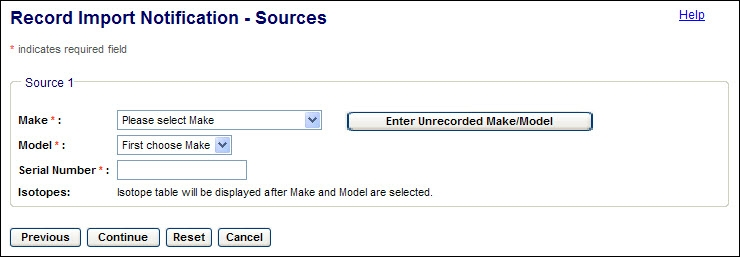 Record Import Notification - Sources
Help
* indicates required field
Source 1
Make * : Please select Make Enter Unrecorded Make/Model
Model * : First choose Make
Serial Number * :
Isotopes: Isotope table will be displayed after Make and Model are selected.
Previous Continue Reset Cancel